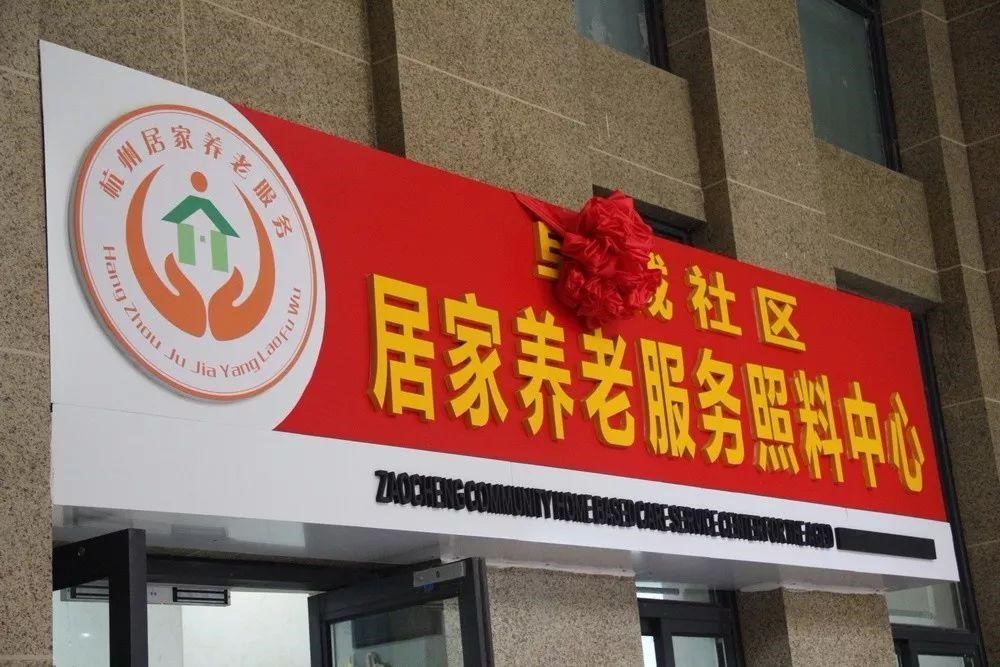 杭州居家养老服务
Hang Zhou Ju Jia Yang Lao Fu Wu
社区
居家养老服务照料中心
ZAOCHENG COMMUNITY HOME BASED CARE SERVICE CENTER FOR THE AGED